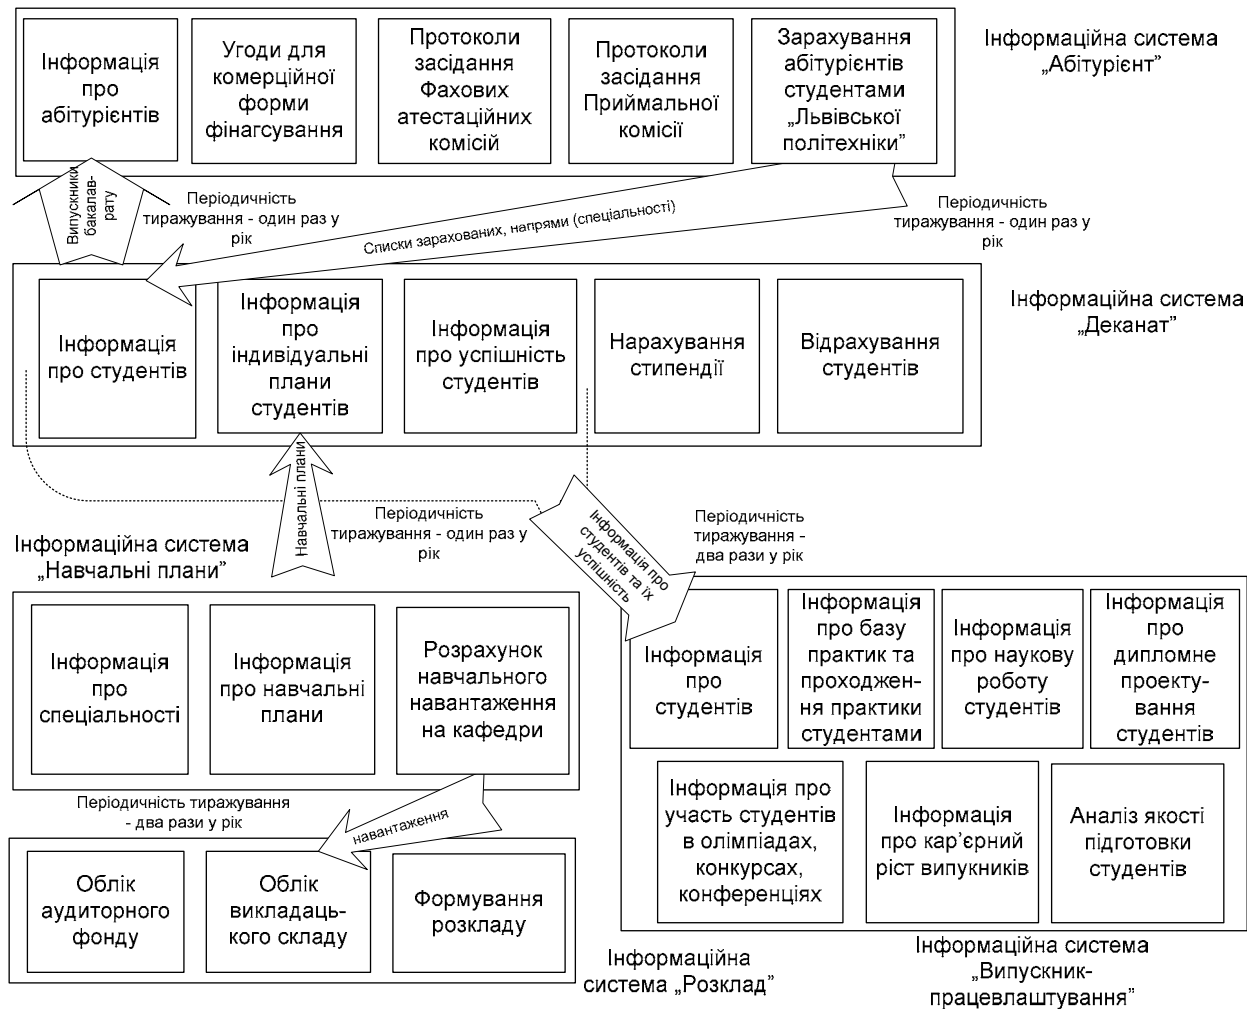 Інформація
про
абітурієнтів
Угоди для
комерційної
форми
фінагсування
Протоколи
засідання
Фахових
атестаційних
комісій
Протоколи
засідання
Приймальної
комісії
Зарахування
абітурієнтів
студентами
„Львівської
політехніки”
Інформаційна система
„Абітурієнт”
Випускники
бакалав-
рату
Періодичність
тиражування - один раз у
рік
Списки зарахованих, напрями (спеціальності)
Періодичність
тиражування - один раз у
рік
Інформація
про студентів
Інформація
про
індивідуальні
плани
студентів
Інформація
про успішність
студентів
Нарахування
стипендії
Відрахування
студентів
Інформаційна система
„Деканат”
Навчальні плани
Періодичність
тиражування - один раз у
рік
Інформація про
студентів та їх
успішність
Періодичність
тиражування -
два рази у рік
Інформаційна система
„Навчальні плани”
Інформація
про
спеціальності
Інформація
про навчальні
плани
Розрахунок
навчального
навантаження
на кафедри
Періодичність тиражування
- два рази у рік
навантаження
Облік
аудиторного
фонду
Облік
викладаць-
кого складу
Формування
розкладу
Інформаційна
система „Розклад”
Інформація
про
студентів
Інформація
про базу
практик та
проходжен-
ня практики
студентами
Інформація
про наукову
роботу
студентів
Інформація
про
дипломне
проекту-
вання
студентів
Інформація про
участь студентів
в олімпіадах,
конкурсах,
конференціях
Інформація
про кар’єрний
ріст випукників
Аналіз якості
підготовки
студентів
Інформаційна система
„Випускник-
працевлаштування”